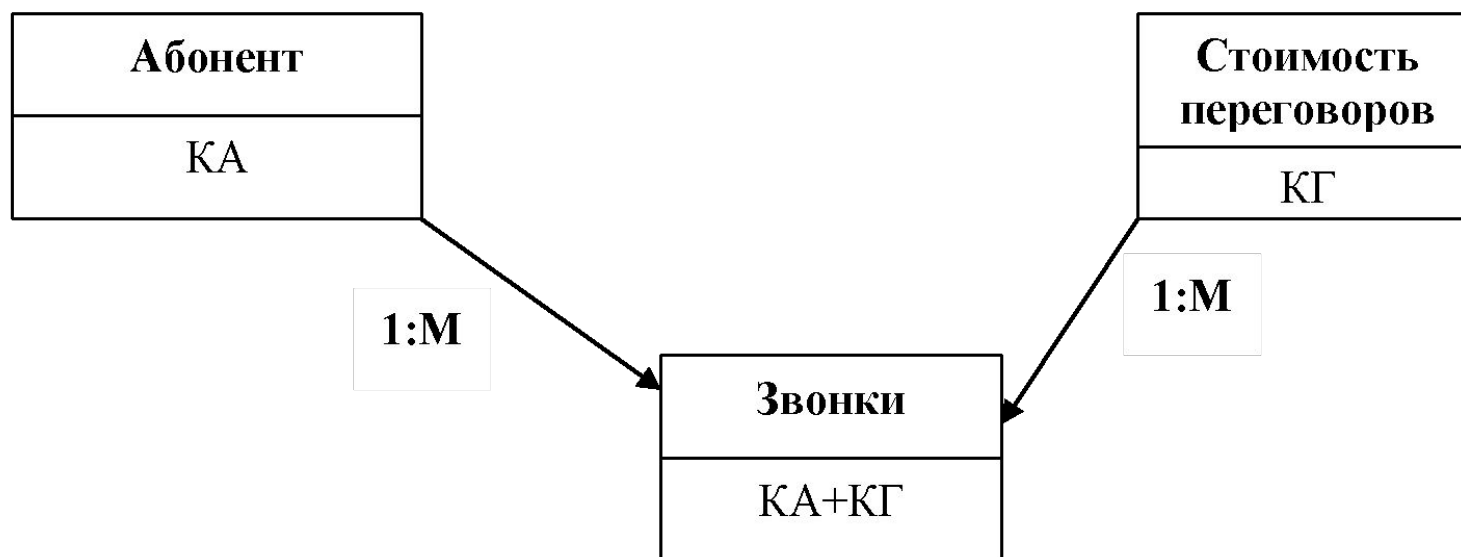 Абонент
КА
Стоимость
переговоров
КГ
1:М
1:М
Звонки
КА+КГ